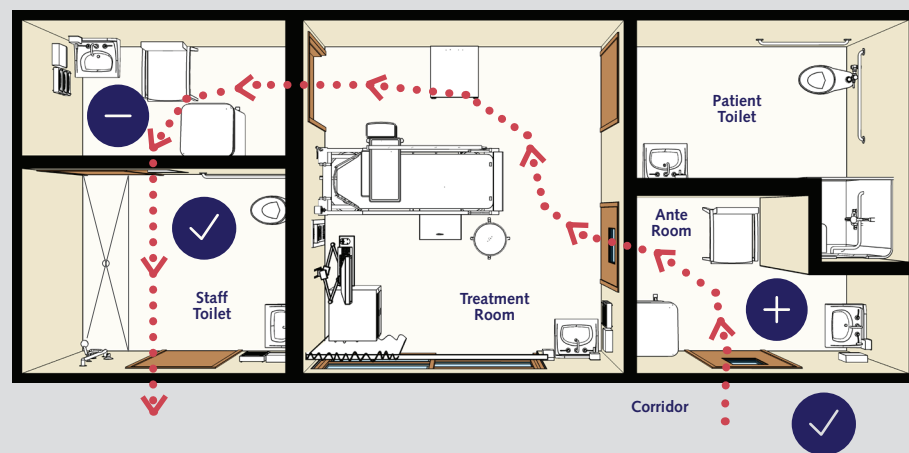 Patient
Toilet
Ante
Room
Staff
Toilet
Treatment
Room
Corridor